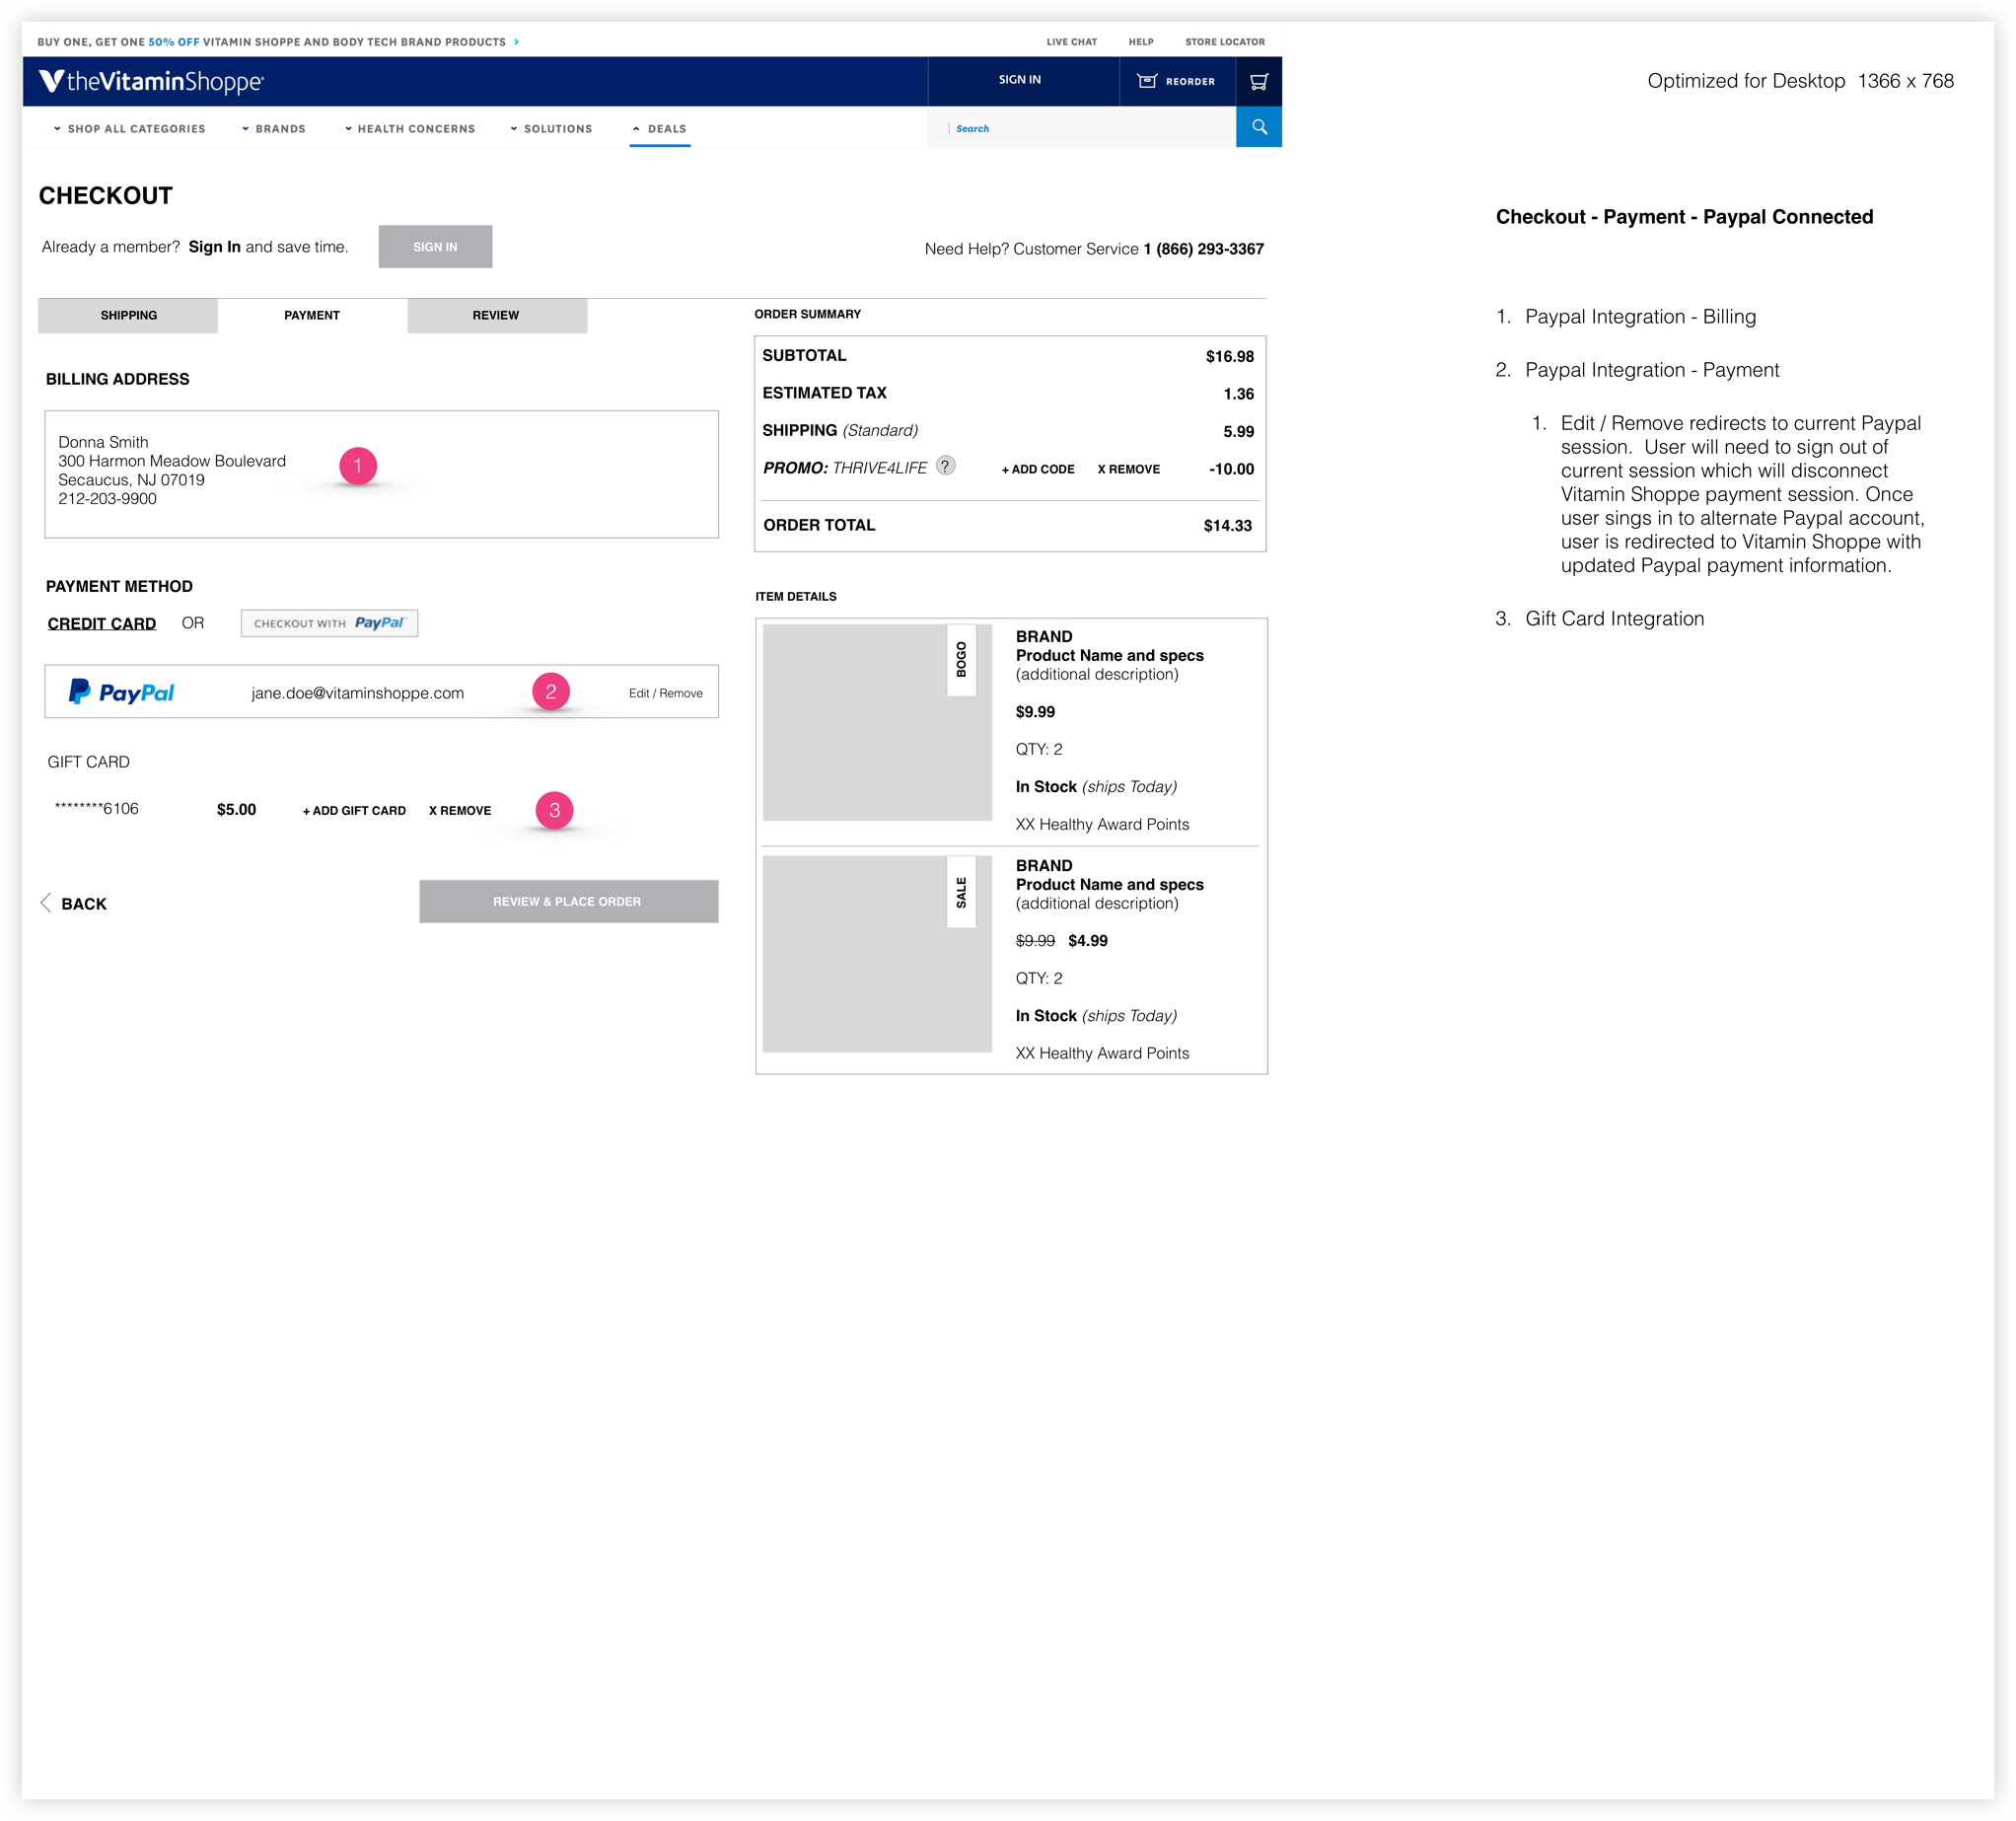 BUY ONE, GET ONE 50% OFF VITAMIN SHOPPE AND BODY TECH BRAND PRODUCTS
LIVE CHAT HELP STORE LOCATOR
theVitaminShoppe
SIGN IN
REORDER
SHOP ALL CATEGORIES BRANDS HEALTH CONCERNS SOLUTIONS DEALS
Search
Optimized for Desktop 1366 x 768
CHECKOUT
Already a member? Sign In and save time.
SIGN IN
Need Help? Customer Service 1 (866) 293-3367
SHIPPING PAYMENT REVIEW
BILLING ADDRESS
Donna Smith
300 Harmon Meadow Boulevard
Secaucus, NJ 07019
212-203-9900
1
PAYMENT METHOD
CREDIT CARD OR CHECKOUT WITH PayPal
PayPal jane.doe@vitaminshoppe.com 2 Edit / Remove
GIFT CARD
********6106 $5.00 + ADD GIFT CARD X REMOVE 3
BACK
REVIEW & PLACE ORDER
ORDER SUMMARY
SUBTOTAL $16.98
ESTIMATED TAX 1.36
SHIPPING (Standard) 5.99
PROMO: THRIVE4LIFE ? + ADD CODE X REMOVE -10.00
ORDER TOTAL $14.33
ITEM DETAILS
BOGO
BRAND
Product Name and specs
(additional description)
$9.99
QTY: 2
In Stock (ships Today)
XX Healthy Award Points
SALE
BRAND
Product Name and specs
(additional description)
$9.99 $4.99
QTY: 2
In Stock (ships Today)
XX Healthy Award Points
Checkout - Payment - Paypal Connected
1. Paypal Integration - Billing
2. Paypal Integration - Payment
1. Edit / Remove redirects to current Paypal
session. User will need to sign out of
current session which will disconnect
Vitamin Shoppe payment session. Once
user sings in to alternate Paypal account,
user is redirected to Vitamin Shoppe with
updated Paypal payment information.
3. Gift Card Integration